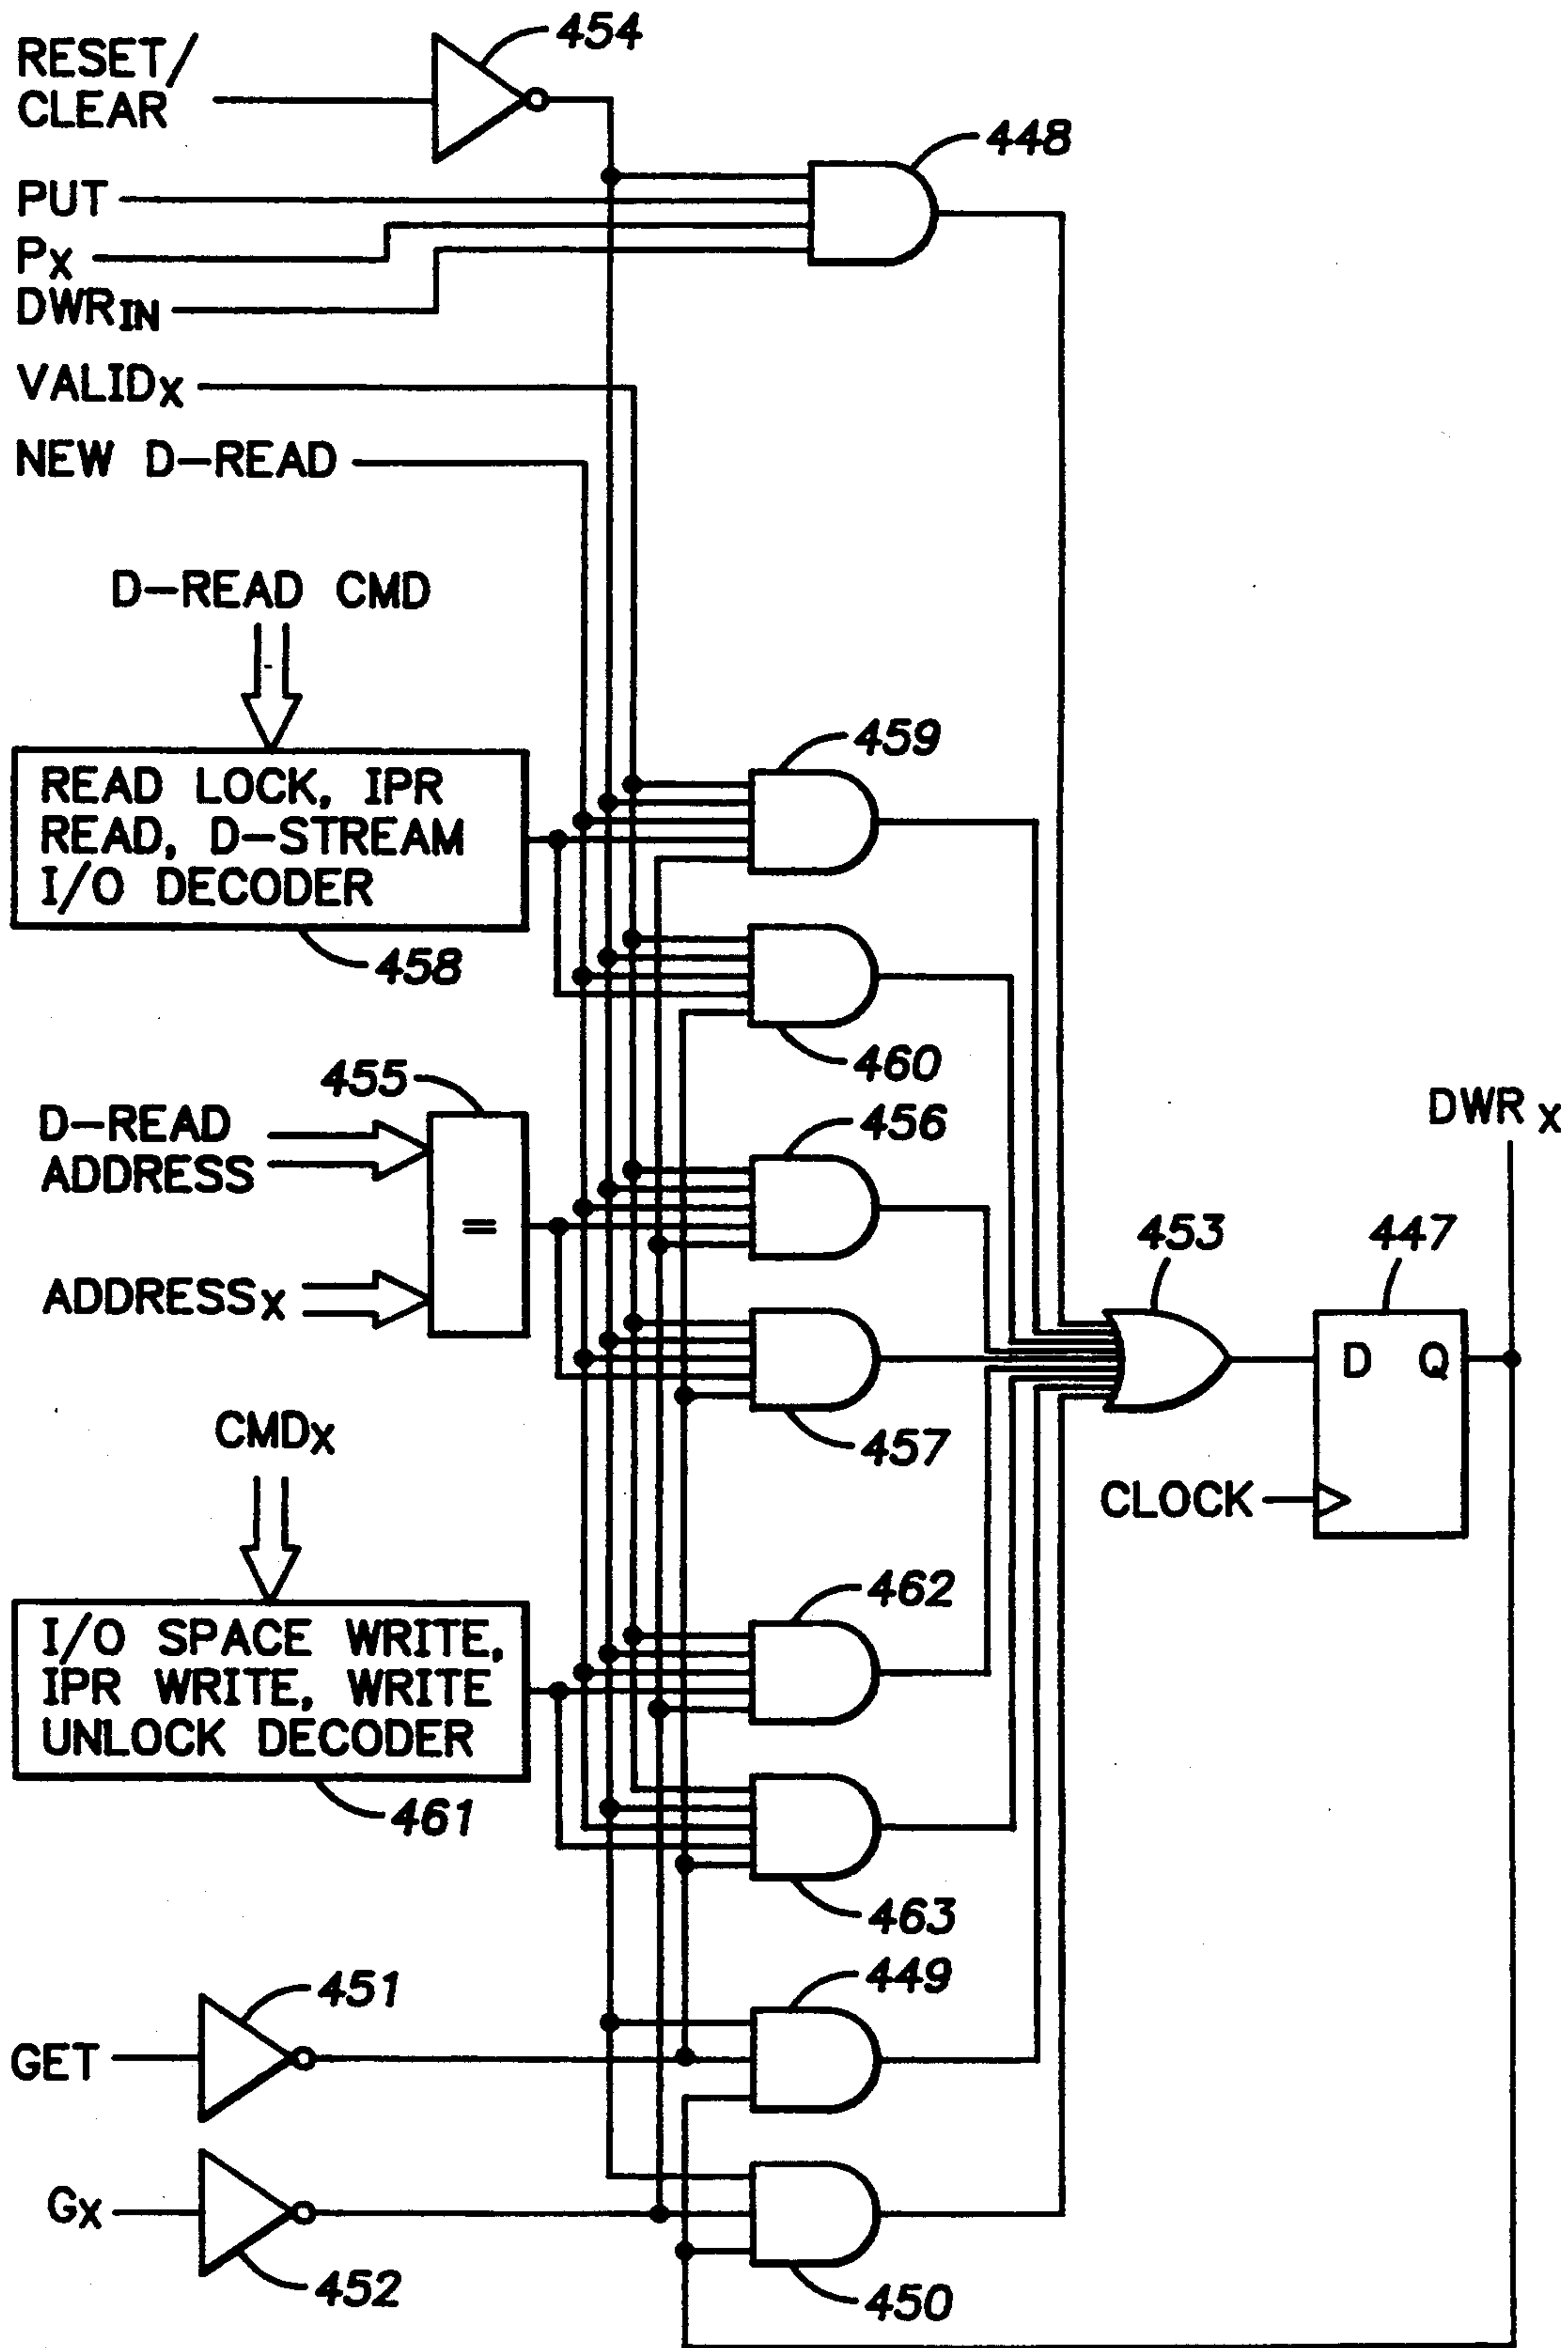 RESET/
CLEAR
454
448
PUT
PX
DWRIN
VALIDX
NEW D-READ
D-READ CMD
459
READ LOCK, IPR
READ, D-STREAM
I/O DECODER
458
460
455
D-READ
ADDRESS
456
DWR X
=
453
447
ADDRESSX
D Q
457
CMDX
CLOCK
462
I/O SPACE WRITE,
IPR WRITE, WRITE
UNLOCK DECODER
461
463
449
451
GET
GX
452
450